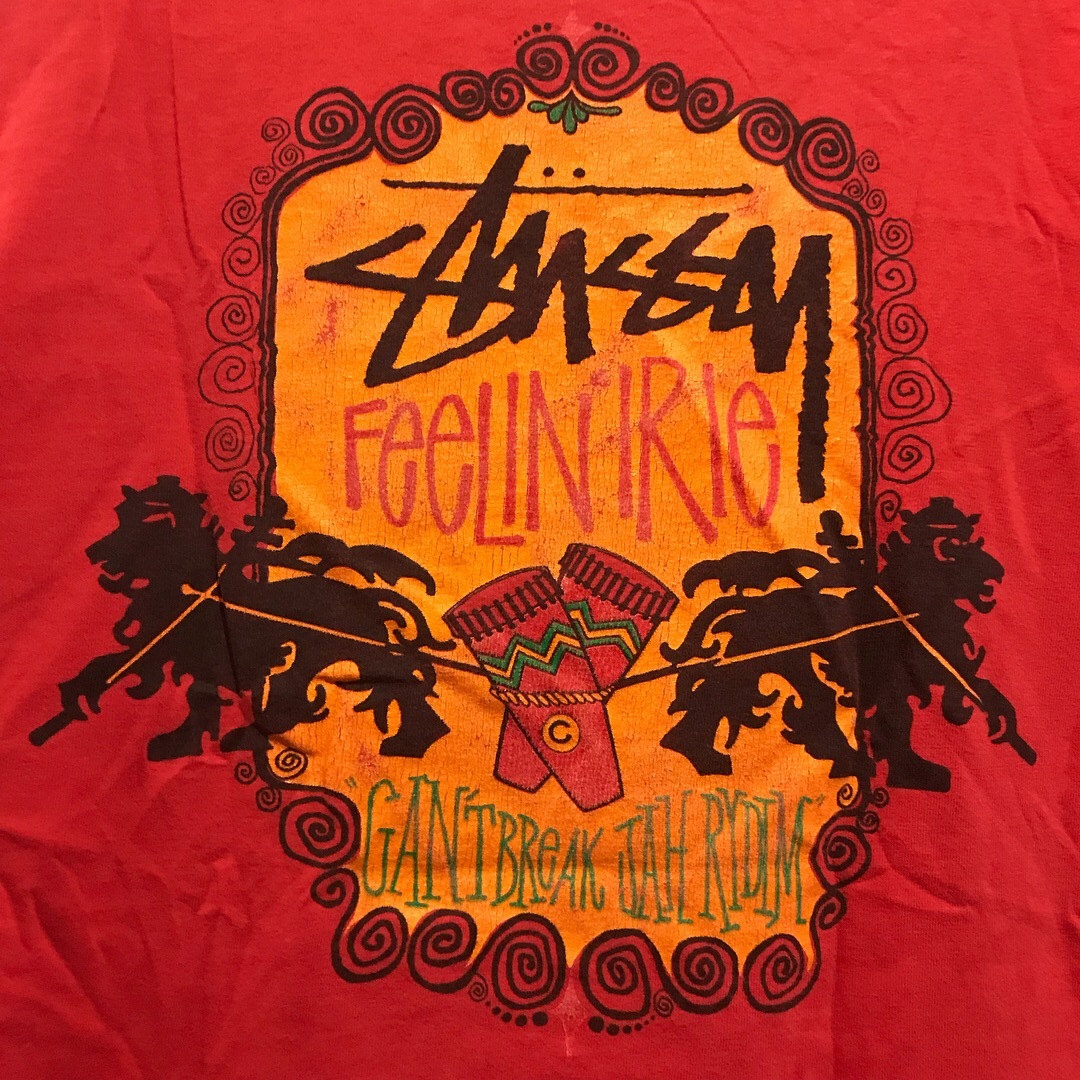 Stüssy
FeeLIN' IRIe
©
"CAN'T BReAK JAH RYDIM"